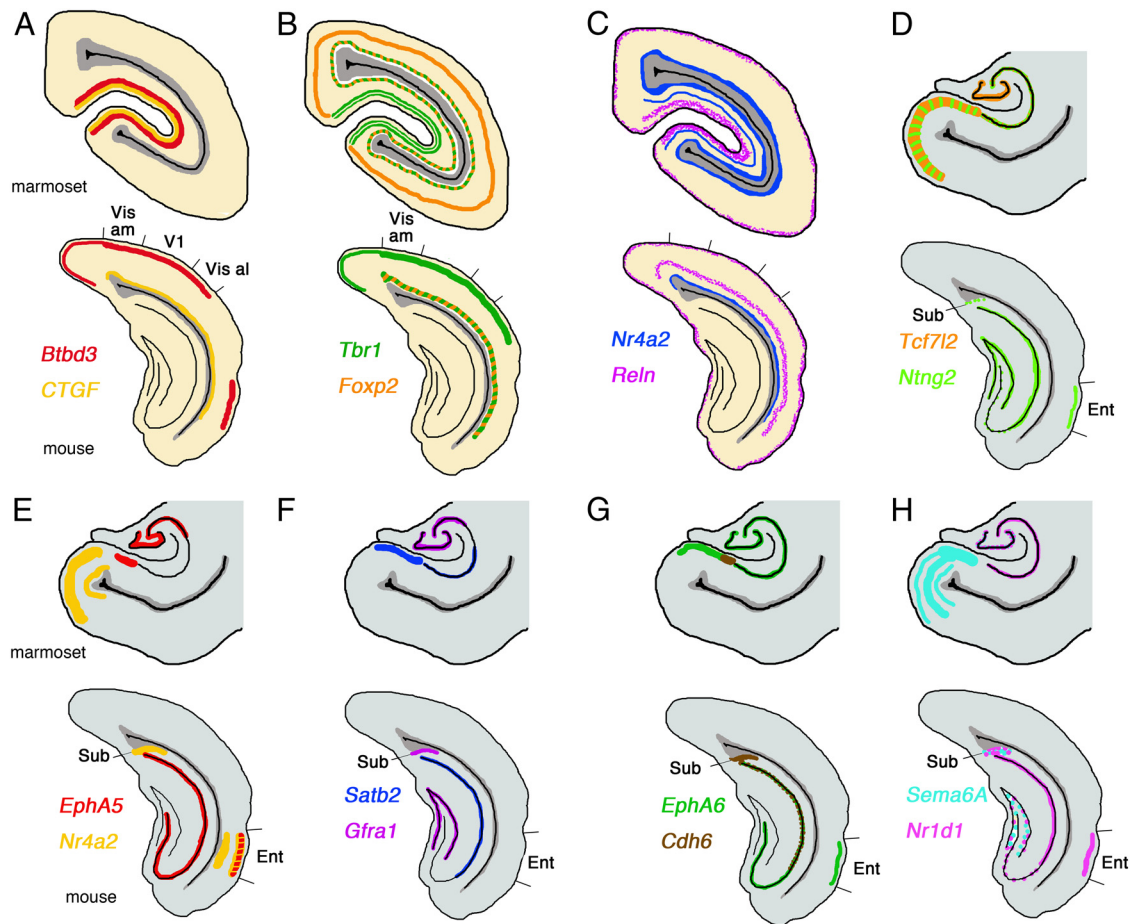 A
B
C
D
marmoset
Vis
am
V1
Vis al
Vis
am
Btbd3
CTGF
Tbr1
Foxp2
Nr4a2
Reln
Sub
Tcf7l2
Ntng2
Ent
mouse
E
F
G
H
marmoset
Sub
EphA5
Nr4a2
Ent
Sub
Satb2
Gfra1
Sub
EphA6
Cdh6
Ent
Sub
Sema6A
Nr1d1
Ent
mouse